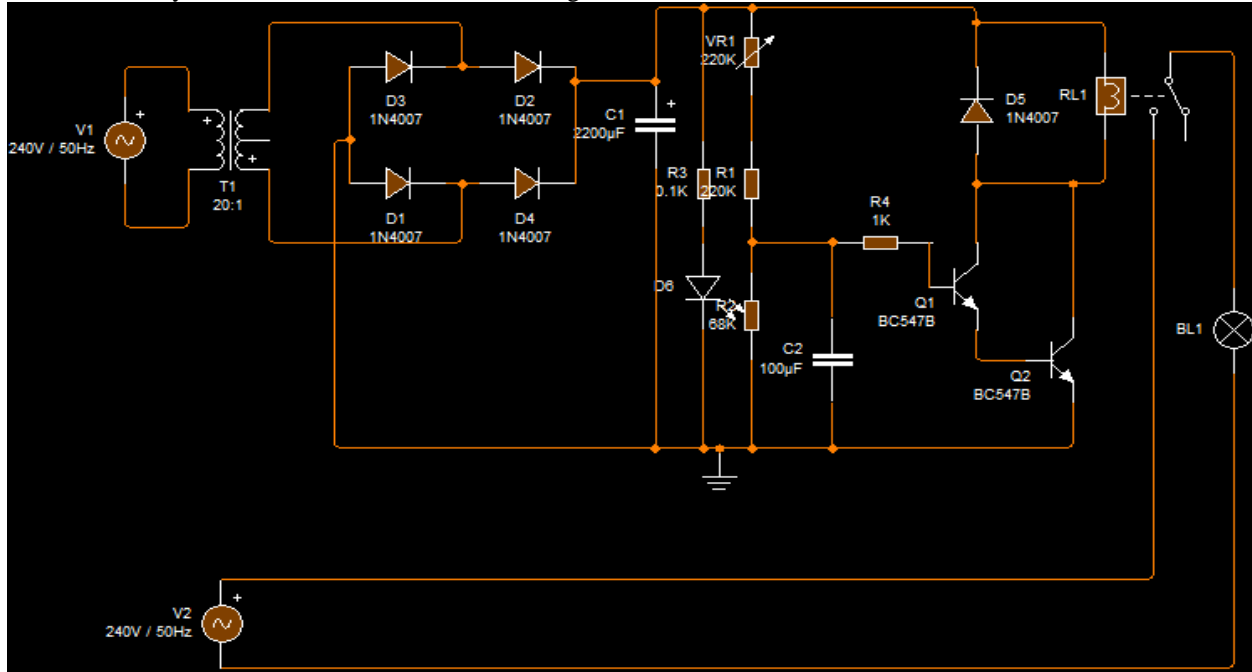 V1
240V / 50Hz
T1
20:1
D3
1N4007
D2
1N4007
D1
1N4007
D4
1N4007
C1
2200µF
R3
0.1K
VR1
220K
R1
220K
D6
R2
68K
C2
100µF
R4
1K
Q1
BC547B
Q2
BC547B
D5
1N4007
RL1
BL1
V2
240V / 50Hz